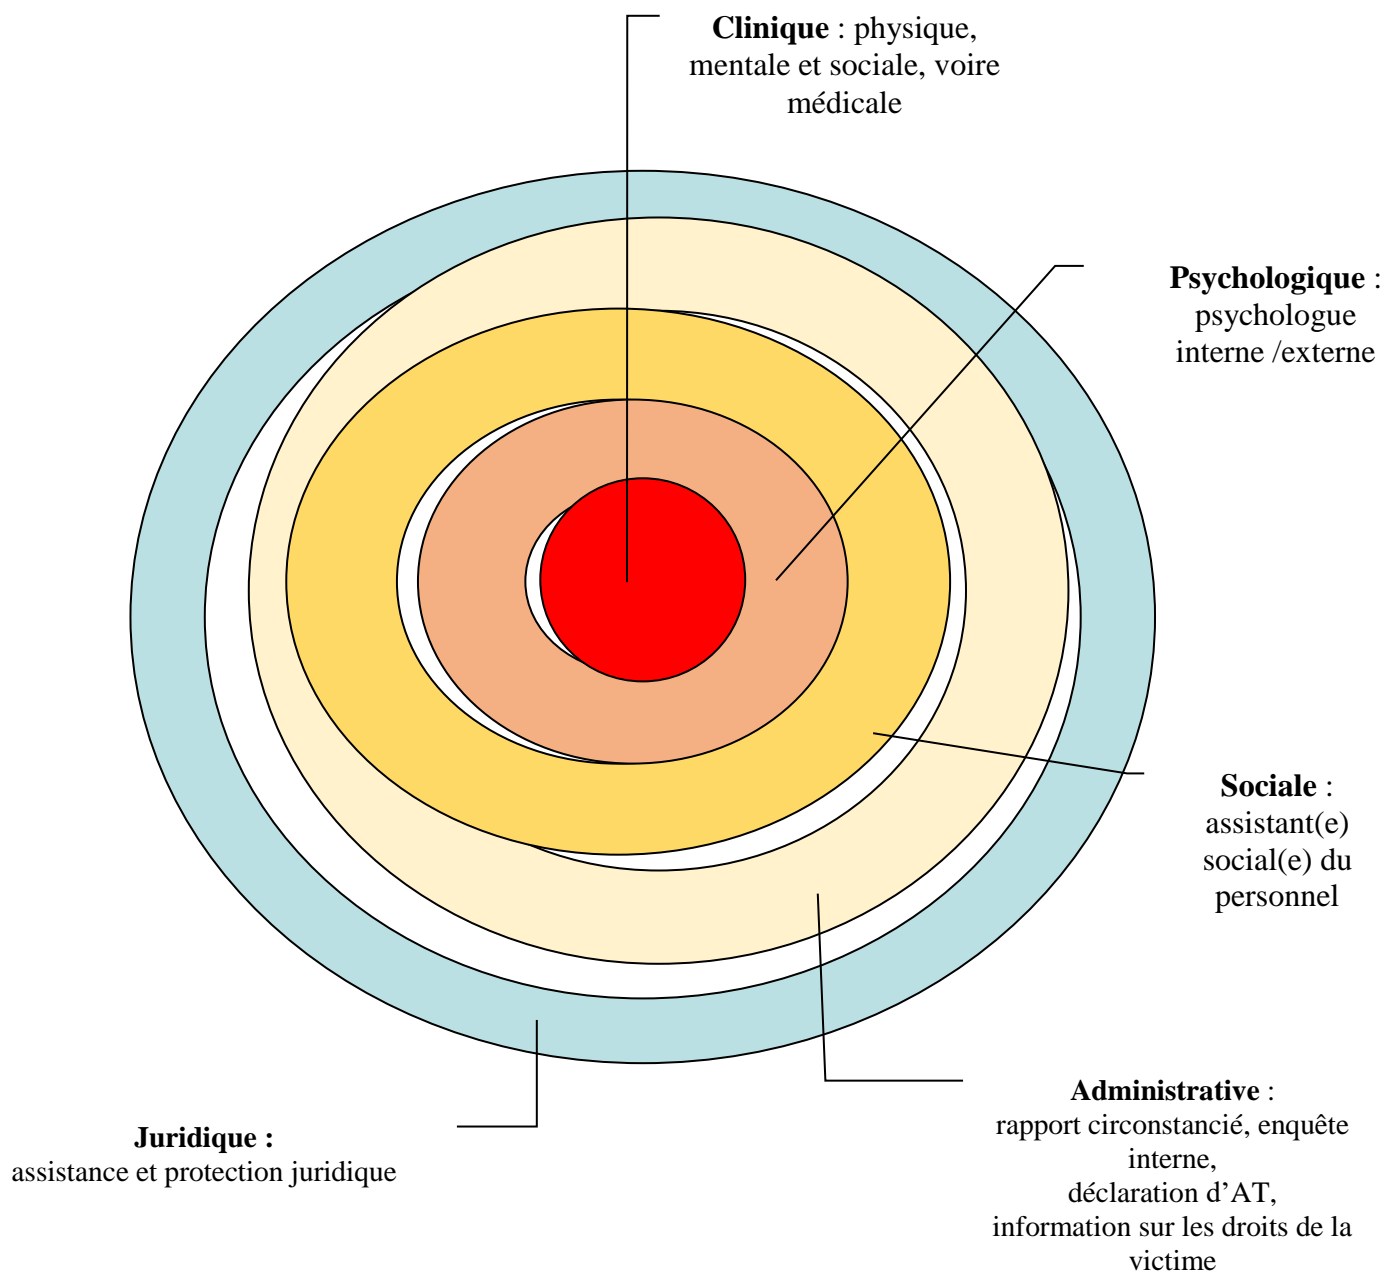 Clinique : physique,
mentale et sociale, voire
médicale
Psychologique :
psychologue
interne /externe
Sociale :
assistant(e)
social(e) du
personnel
Administrative :
rapport circonstancié, enquête
interne,
déclaration d’AT,
information sur les droits de la
victime
Juridique :
assistance et protection juridique